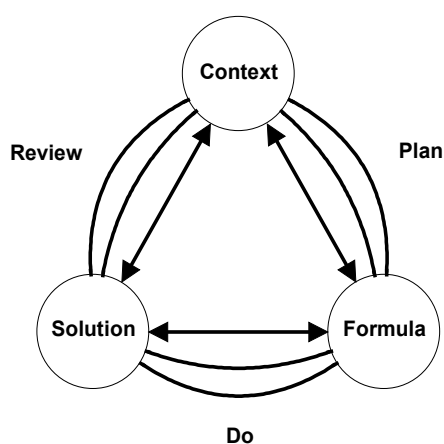 Context
Review
Plan
Solution
Formula
Do